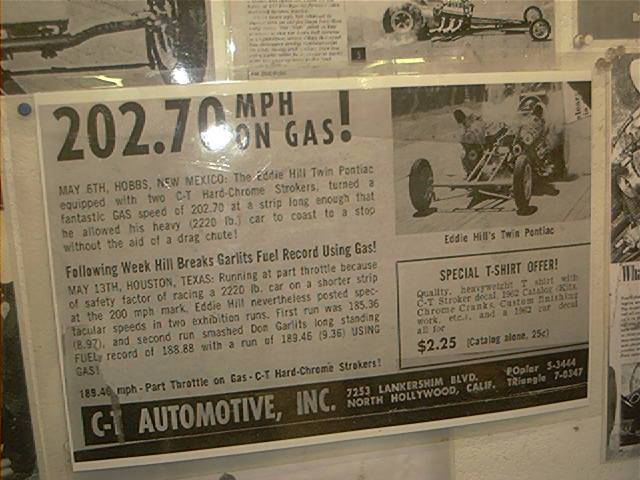 202.70 MPH ON GAS!
MAY 6TH, HOBBS, NEW MEXICO: The Eddie Hill Twin Pontiac
equipped with two C-T Hard-Chrome Strokers, turned a
fantastic GAS speed of 202.70 at a strip long enough that
he allowed his heavy (2220 lb.) car to coast to a stop
without the aid of a drag chute!
Following Week Hill Breaks Garlits Fuel Record Using Gas!
MAY 13TH, HOUSTON, TEXAS: Running at part throttle because
of safety factor of racing a 2220 lb. car on a shorter strip
at the 200 mph mark, Eddie Hill nevertheless posted spec-
tacular speeds in two exhibition runs. First run was 185.36
(8.97), and second run smashed Don Garlits long standing
FUEL record of 188.88 with a run of 189.46 (9.36) USING
GAS!
189.46 mph - Part Throttle on Gas - C-T Hard-Chrome Strokers!
Eddie Hill's Twin Pontiac
SPECIAL T-SHIRT OFFER!
Quality, heavyweight T shirt with
C-T Stroker decal, 1962 Catalog (Kits,
Chrome Cranks, Custom finishing
work, etc.), and a 1962 car decal
all for
$2.25 (Catalog alone, 25c)
C-T AUTOMOTIVE, INC.
7253 LANKERSHIM BLVD.
NORTH HOLLYWOOD, CALIF.
POplar 5-3444
TRiangle 7-0347